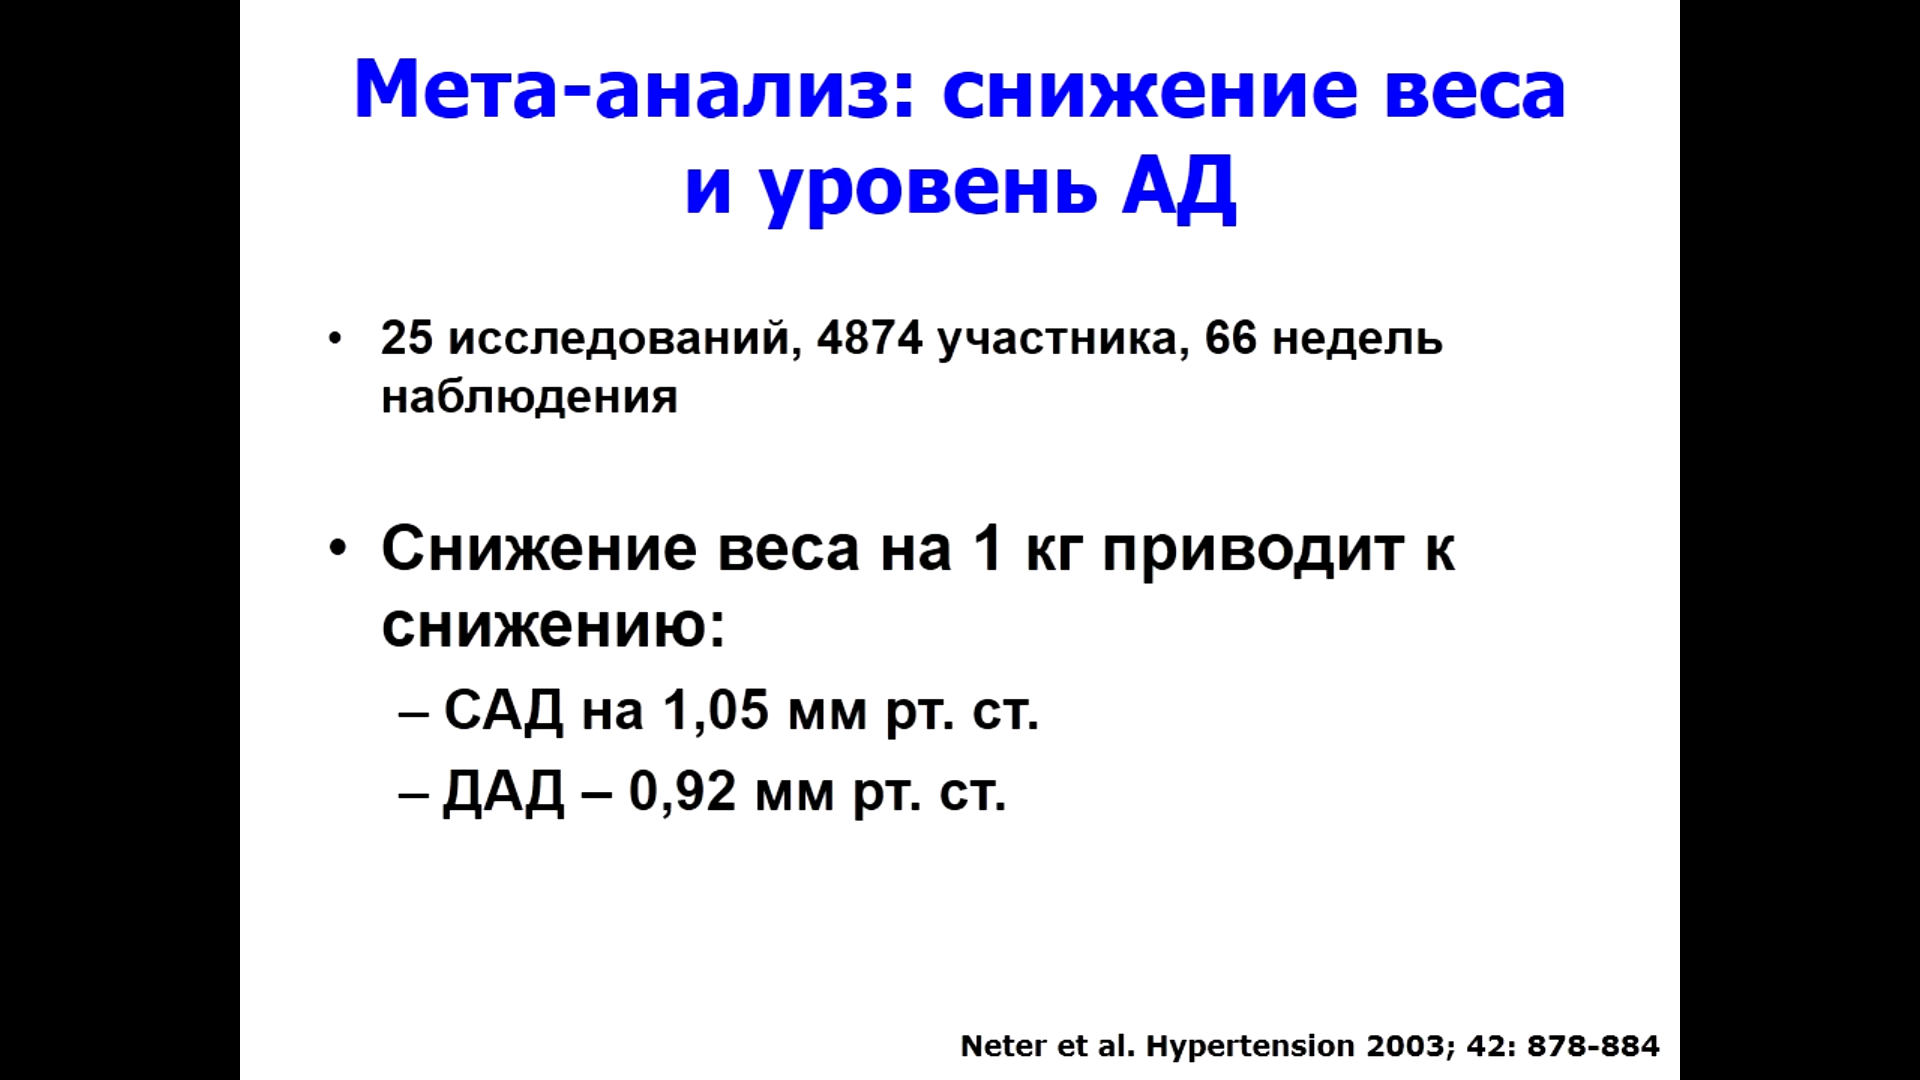 Мета-анализ: снижение веса
и уровень АД
• 25 исследований, 4874 участника, 66 недель
наблюдения
• Снижение веса на 1 кг приводит к
снижению:
– САД на 1,05 мм рт. ст.
– ДАД – 0,92 мм рт. ст.
Neter et al. Hypertension 2003; 42: 878-884